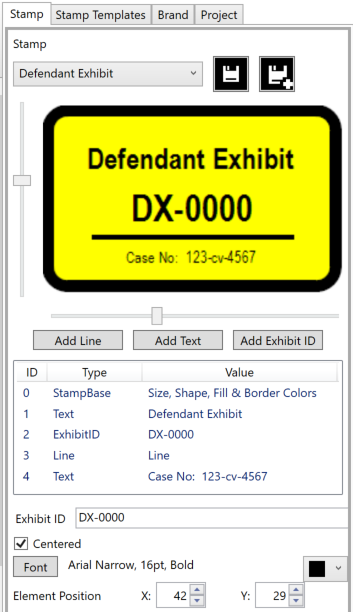 Stamp Stamp Templates Brand Project
Stamp
Defendant Exhibit
Defendant Exhibit
DX-0000
Case No: 123-cv-4567
Add Line Add Text Add Exhibit ID
ID Type Value
0 StampBase Size, Shape, Fill & Border Colors
1 Text Defendant Exhibit
2 ExhibitID DX-0000
3 Line Line
4 Text Case No: 123-cv-4567
Exhibit ID DX-0000
Centered
Font Arial Narrow, 16pt, Bold
Element Position X: 42 Y: 29